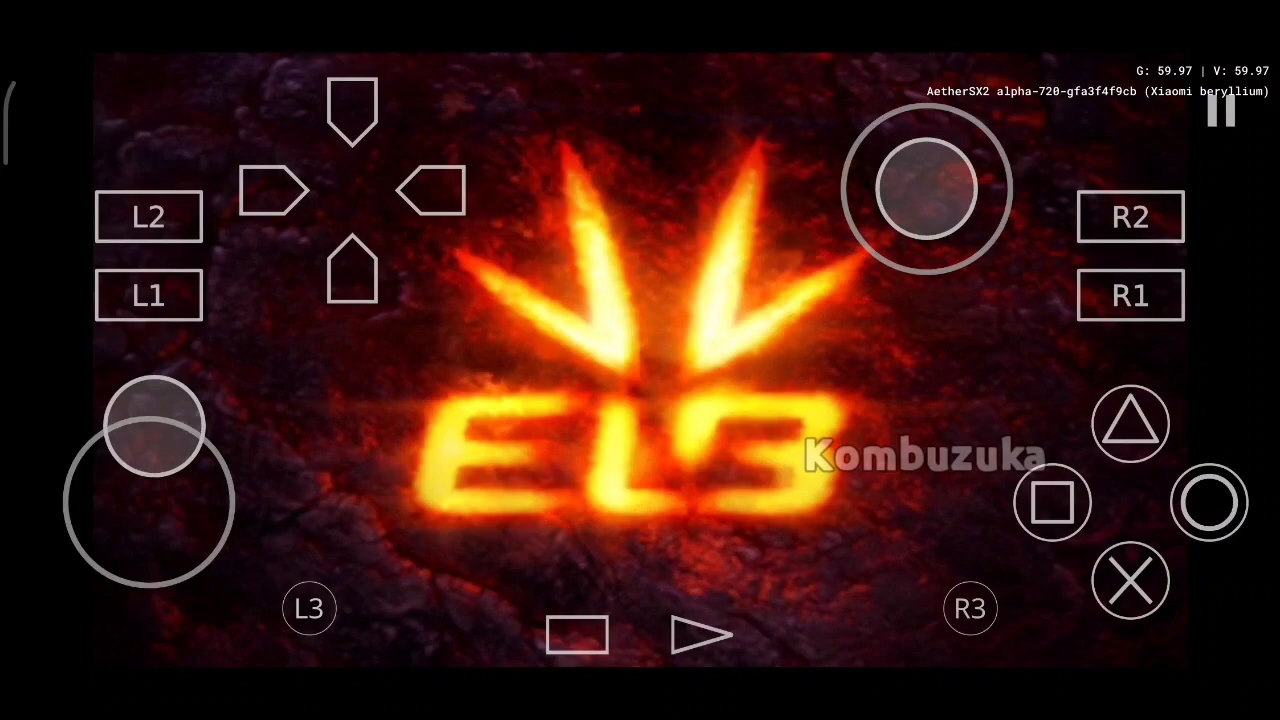 G: 59.97 | V: 59.97
AetherSX2 alpha-720-gfa3f4f9cb (Xiaomi beryllium)
L2
R2
L1
R1
EL3
Kombuzuka
L3
R3